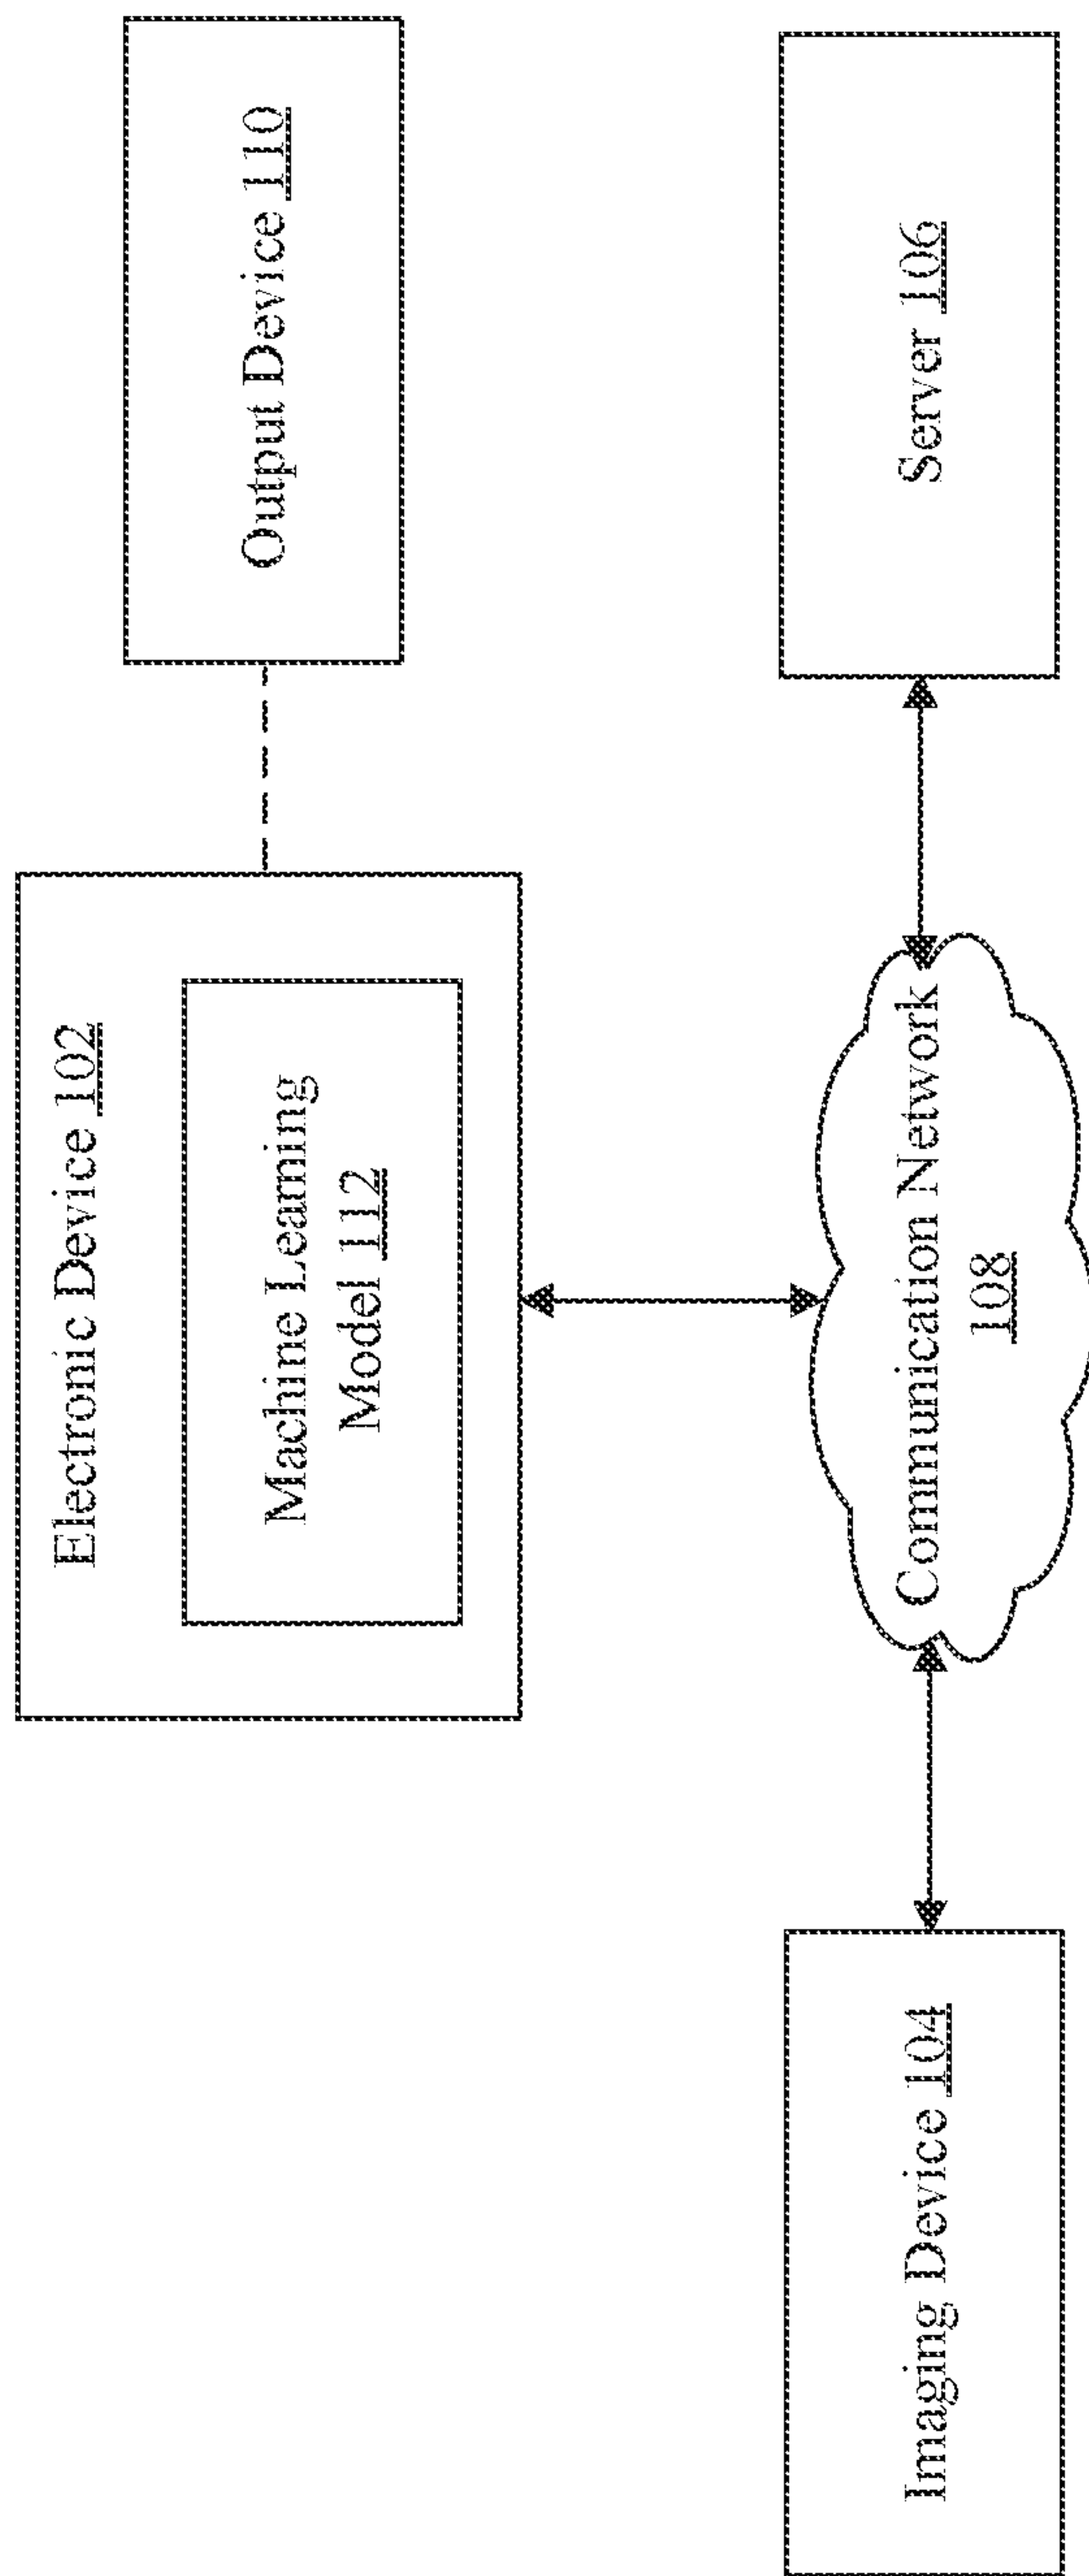 Electronic Device 102
Machine Learning
Model 112
Output Device 110
Imaging Device 104
Communication Network
108
Server 106